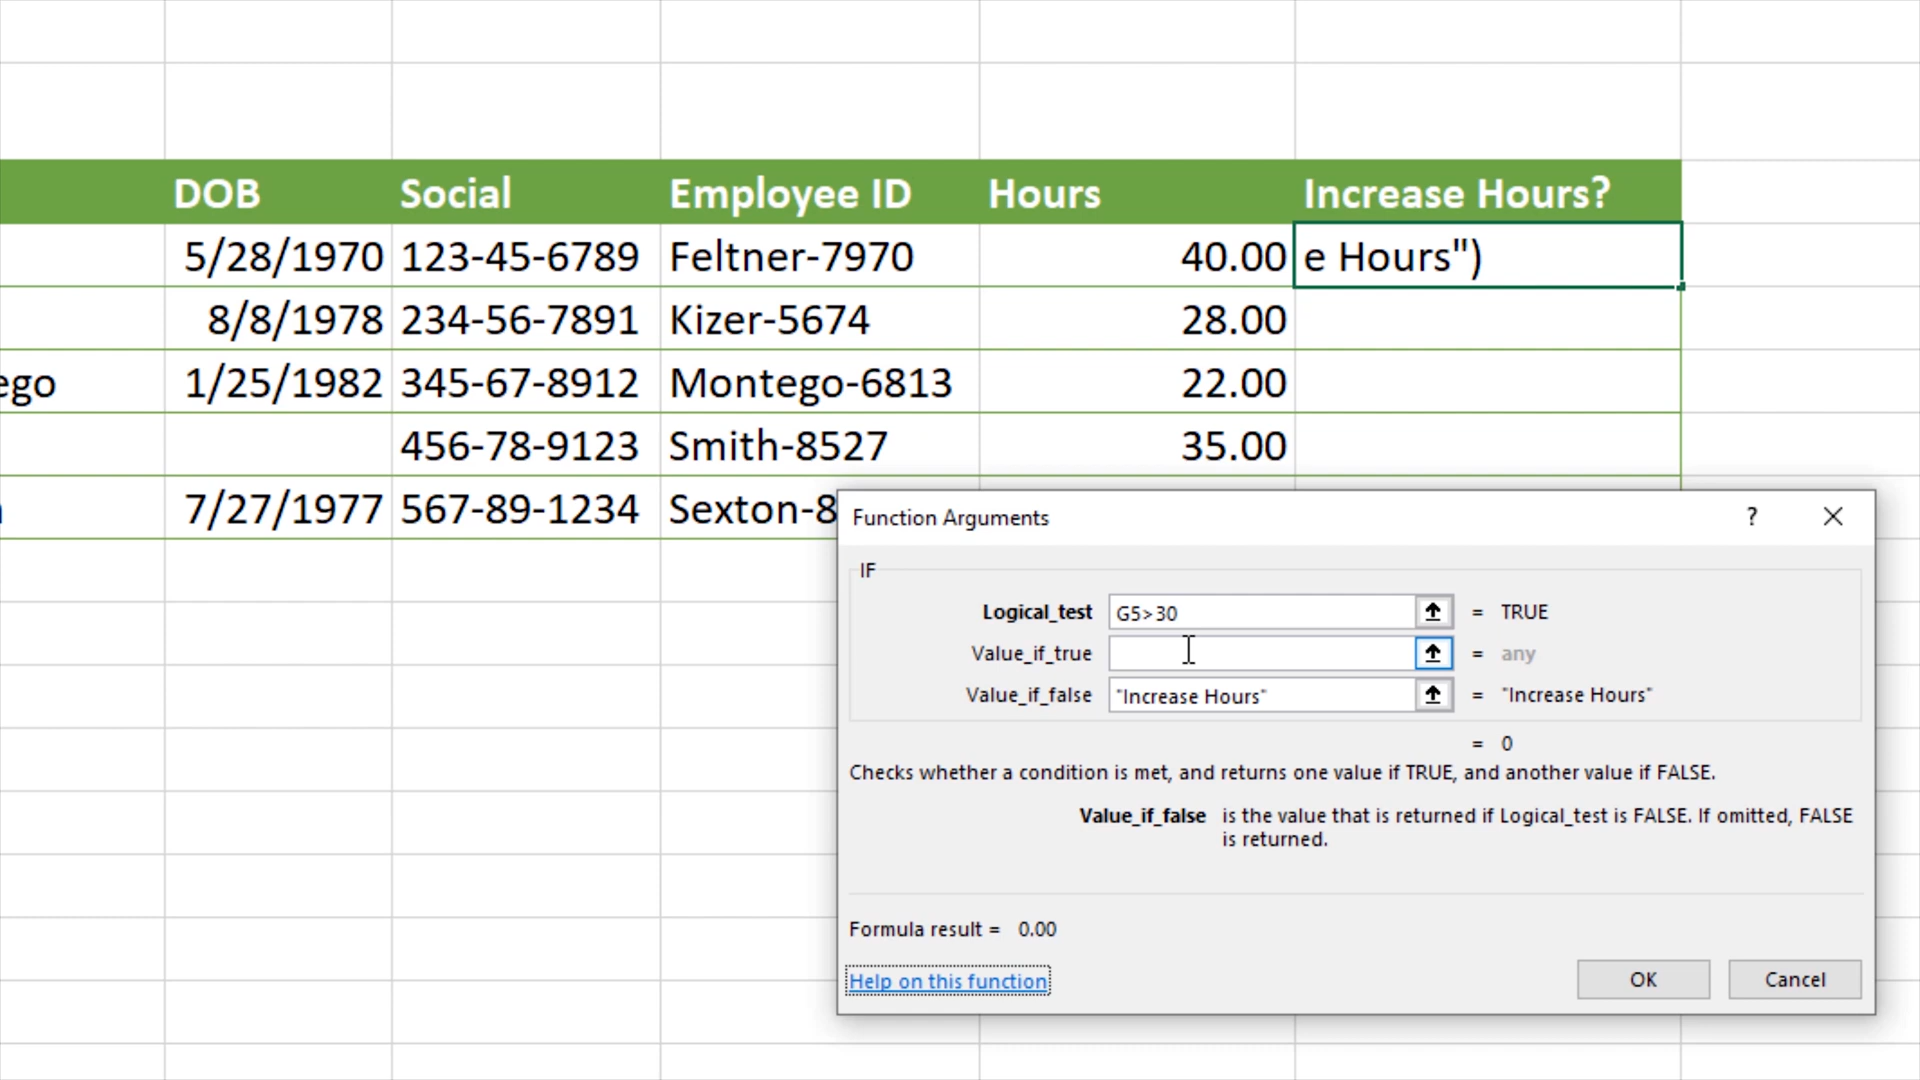 DOB Social Employee ID Hours Increase Hours?
5/28/1970 123-45-6789 Feltner-7970 40.00 e Hours")
8/8/1978 234-56-7891 Kizer-5674 28.00
ego 1/25/1982 345-67-8912 Montego-6813 22.00
456-78-9123 Smith-8527 35.00
7/27/1977 567-89-1234 Sexton-8
Function Arguments ? ×
IF
Logical_test G5>30 = TRUE
Value_if_true = any
Value_if_false "Increase Hours" = "Increase Hours"
= 0
Checks whether a condition is met, and returns one value if TRUE, and another value if FALSE.
Value_if_false is the value that is returned if Logical_test is FALSE. If omitted, FALSE
is returned.
Formula result = 0.00
Help on this function OK Cancel